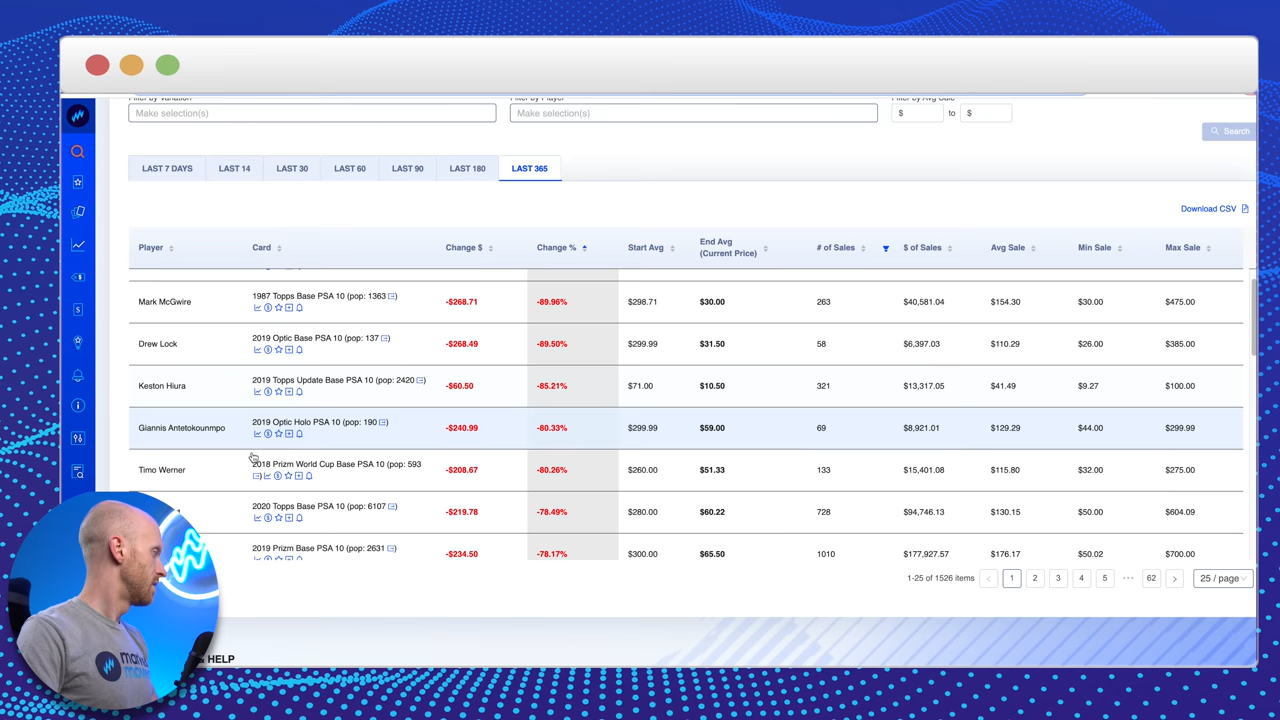 Make selection(s)
Make selection(s)
$
to
$
Search
LAST 7 DAYS
LAST 14
LAST 30
LAST 60
LAST 90
LAST 180
LAST 365
Download CSV
Player
Card
Change $
Change %
Start Avg
End Avg
(Current Price)
# of Sales
$ of Sales
Avg Sale
Min Sale
Max Sale
Mark McGwire
1987 Topps Base PSA 10 (pop: 1363
)
-$268.71
-89.96%
$298.71
$30.00
263
$40,581.04
$154.30
$30.00
$475.00
Drew Lock
2019 Optic Base PSA 10 (pop: 137
)
-$268.49
-89.50%
$299.99
$31.50
58
$6,397.03
$110.29
$26.00
$385.00
Keston Hiura
2019 Topps Update Base PSA 10 (pop: 2420
)
-$60.50
-85.21%
$71.00
$10.50
321
$13,317.05
$41.49
$9.27
$100.00
Giannis Antetokounmpo
2019 Optic Holo PSA 10 (pop: 190
)
-$240.99
-80.33%
$299.99
$59.00
69
$8,921.01
$129.29
$44.00
$299.99
Timo Werner
2018 Prizm World Cup Base PSA 10 (pop: 593
)
-$208.67
-80.26%
$260.00
$51.33
133
$15,401.08
$115.80
$32.00
$275.00
2020 Topps Base PSA 10 (pop: 6107
)
-$219.78
-78.49%
$280.00
$60.22
728
$94,746.13
$130.15
$50.00
$604.09
2019 Prizm Base PSA 10 (pop: 2631
)
-$234.50
-78.17%
$300.00
$65.50
1010
$177,927.57
$176.17
$50.02
$700.00
1-25 of 1526 items
1
2
3
4
5
•••
62
25 / page
& HELP